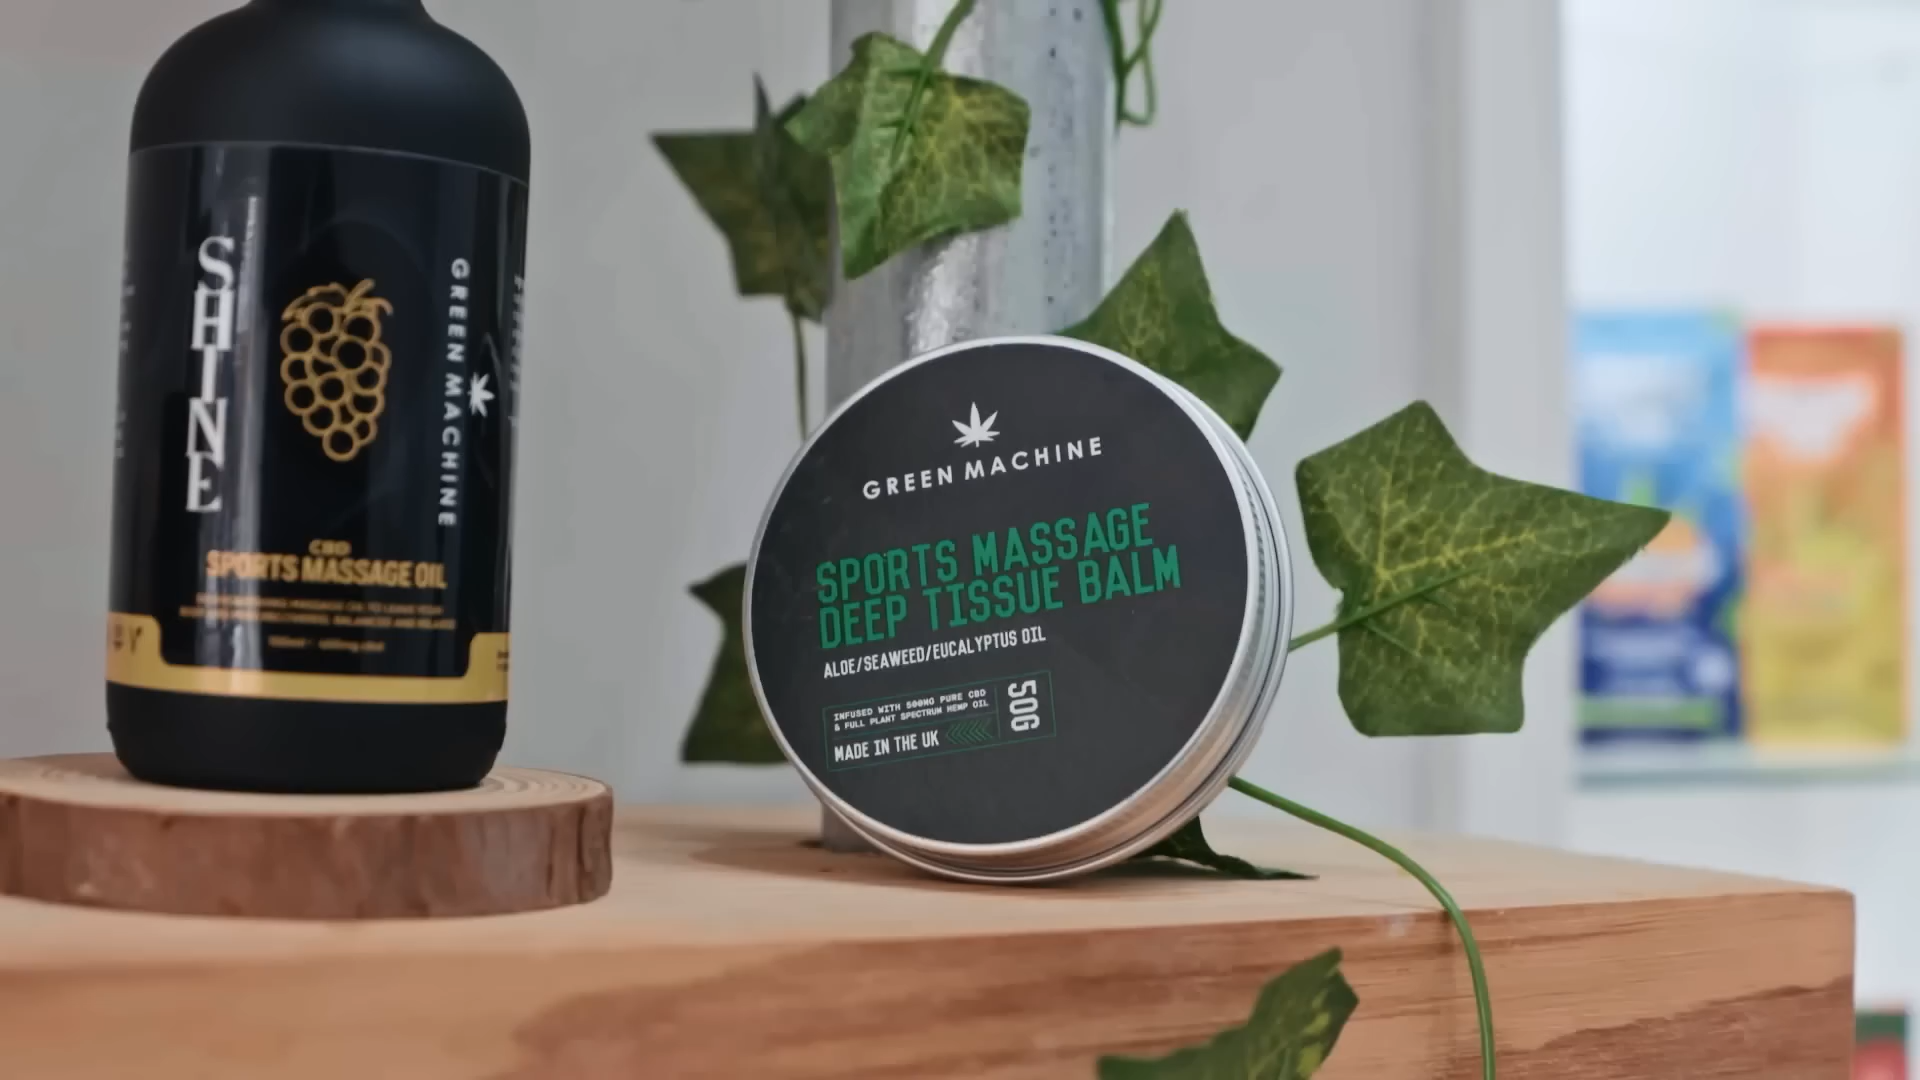 SHINE
GREEN MACHINE
CBD
SPORTS MASSAGE OIL
GREEN MACHINE
SPORTS MASSAGE
DEEP TISSUE BALM
ALOE/SEAWEED/EUCALYPTUS OIL
INFUSED WITH 500MG PURE CBD
& FULL PLANT SPECTRUM HEMP OIL
MADE IN THE UK
50G